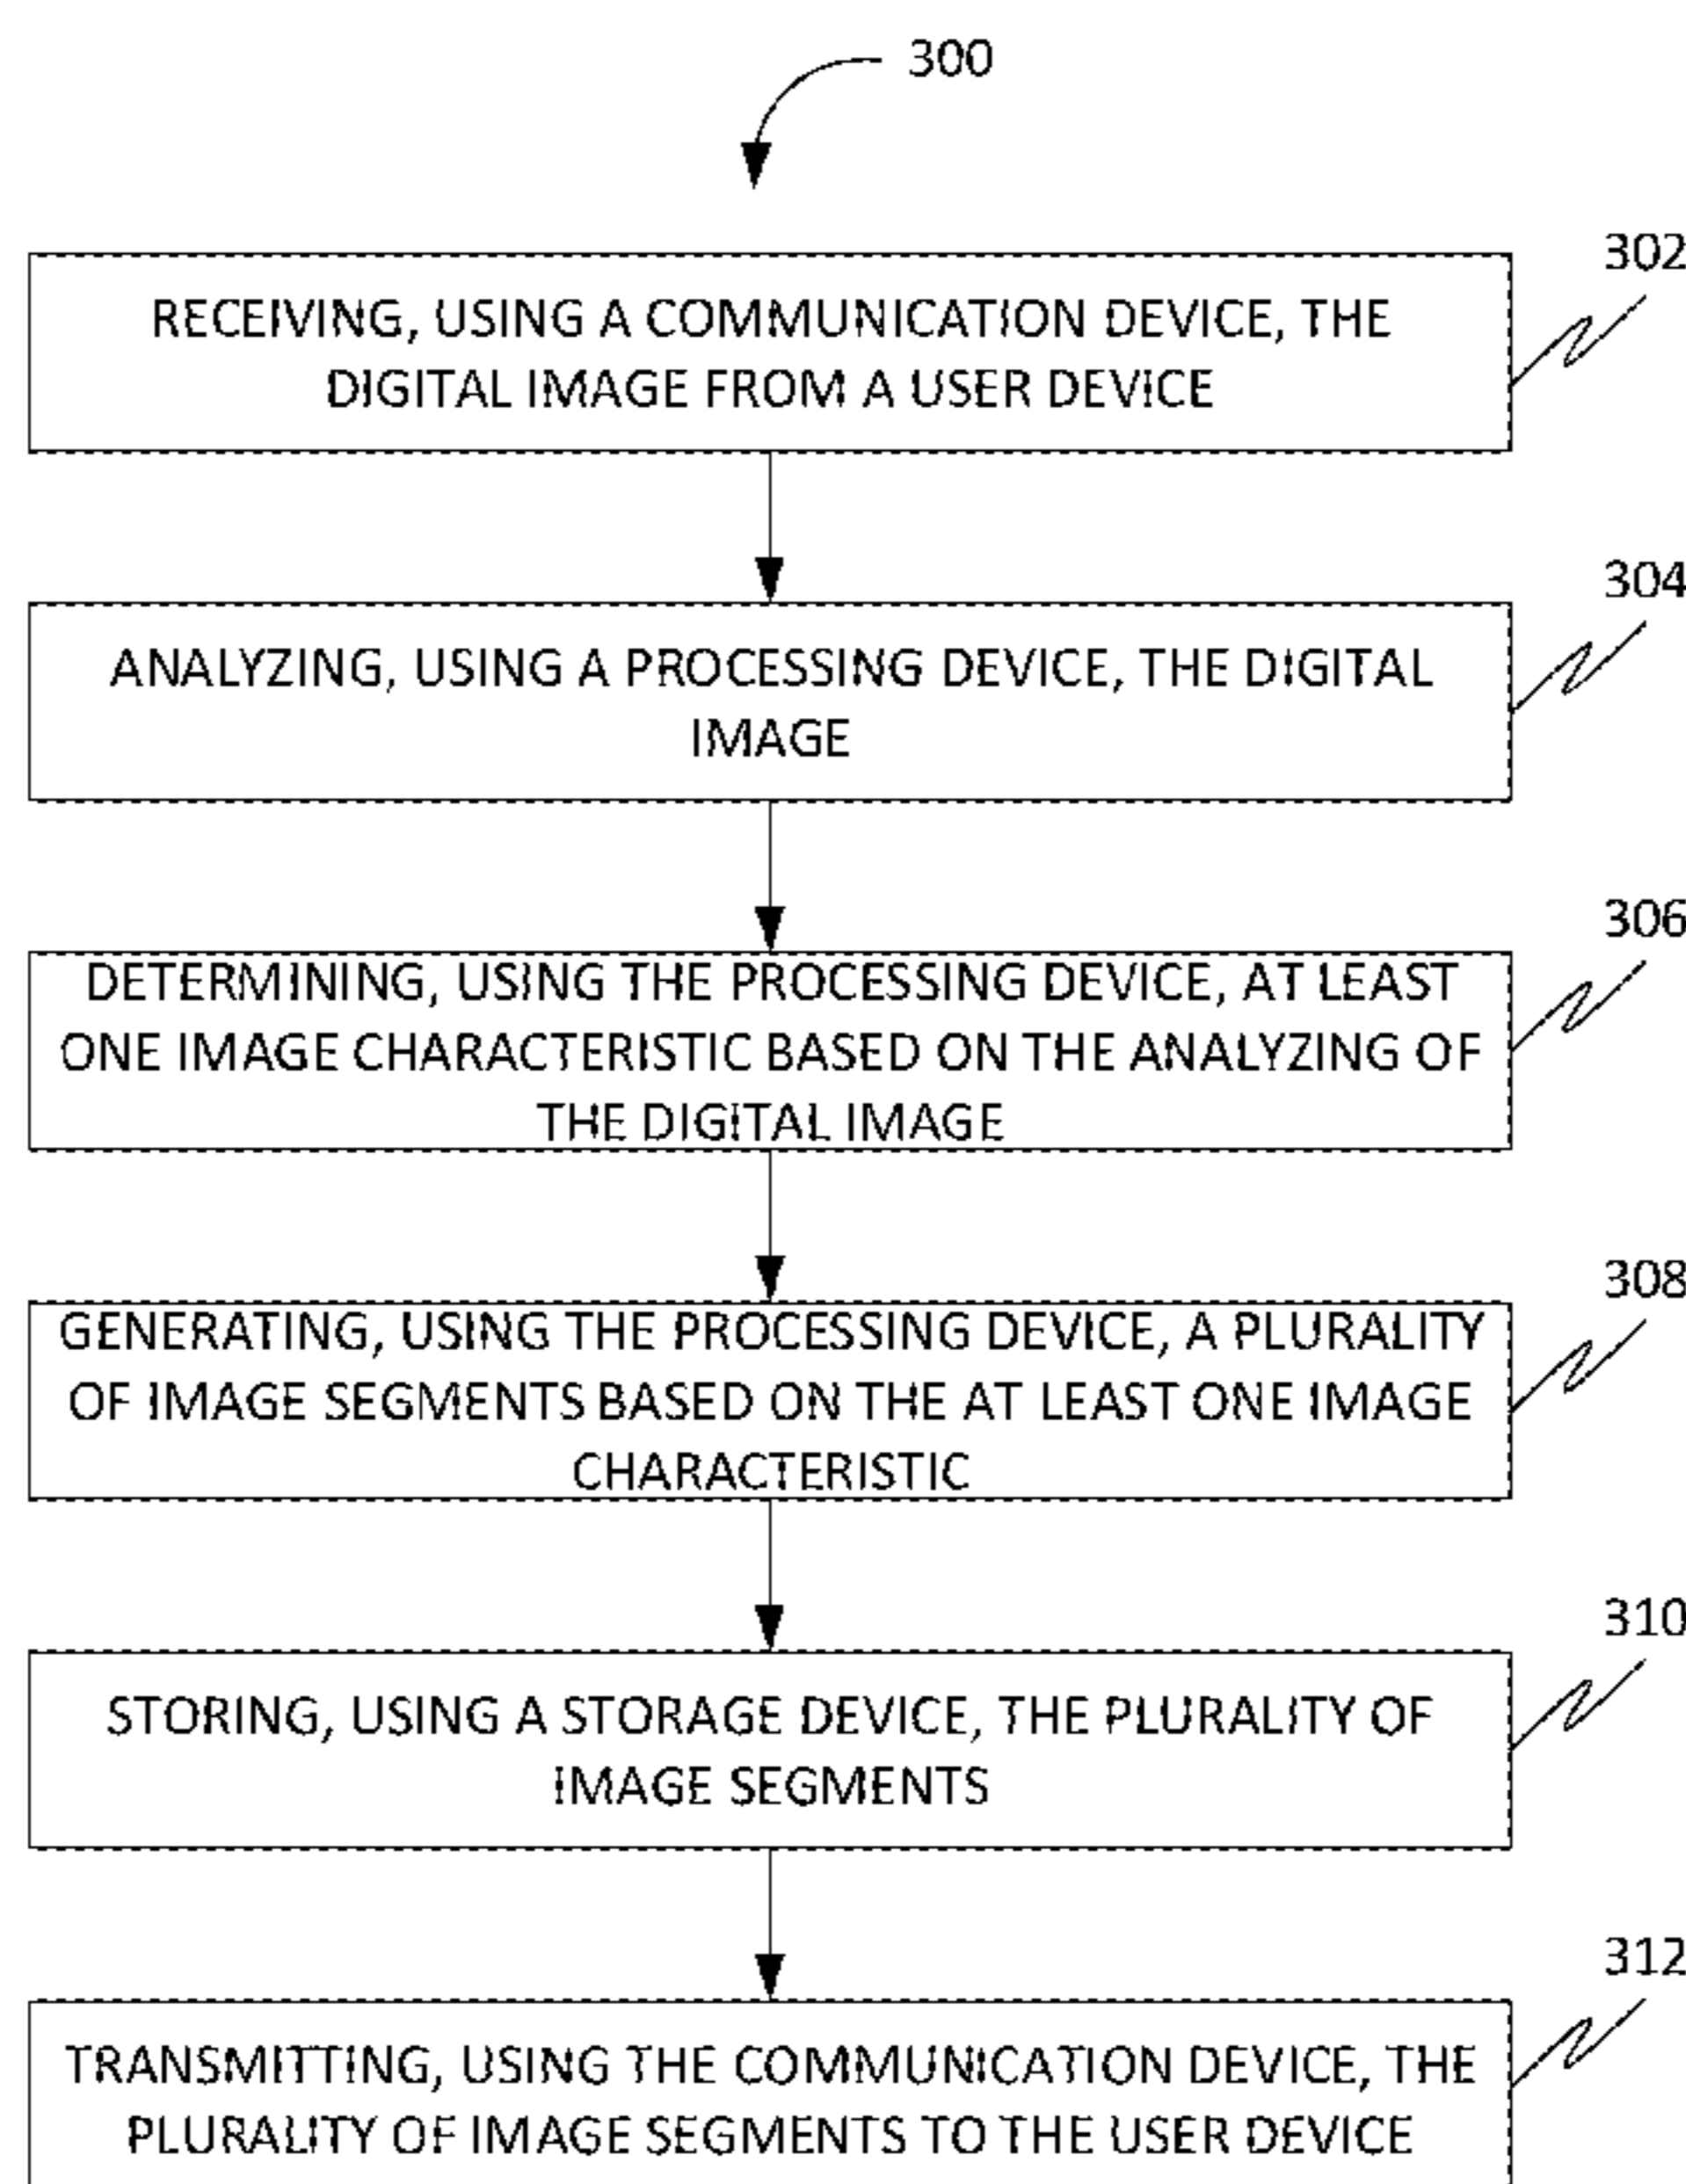 300
302
RECEIVING, USING A COMMUNICATION DEVICE, THE
DIGITAL IMAGE FROM A USER DEVICE
304
ANALYZING, USING A PROCESSING DEVICE, THE DIGITAL
IMAGE
306
DETERMINING, USING THE PROCESSING DEVICE, AT LEAST
ONE IMAGE CHARACTERISTIC BASED ON THE ANALYZING OF
THE DIGITAL IMAGE
308
GENERATING, USING THE PROCESSING DEVICE, A PLURALITY
OF IMAGE SEGMENTS BASED ON THE AT LEAST ONE IMAGE
CHARACTERISTIC
310
STORING, USING A STORAGE DEVICE, THE PLURALITY OF
IMAGE SEGMENTS
312
TRANSMITTING, USING THE COMMUNICATION DEVICE, THE
PLURALITY OF IMAGE SEGMENTS TO THE USER DEVICE